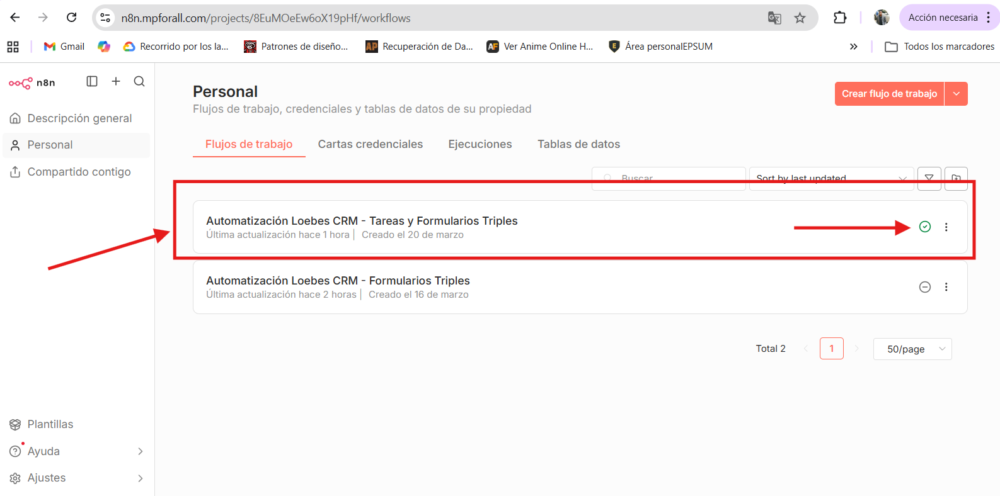 n8n.mpforall.com/projects/8EuMOeEw6oX19pHf/workflows
Acción necesaria
Gmail
Recorrido por los la...
Patrones de diseño...
Recuperación de Da...
Ver Anime Online H...
Área personalEPSUM
Todos los marcadores
n8n
Descripción general
Personal
Compartido contigo
Personal
Flujos de trabajo, credenciales y tablas de datos de su propiedad
Crear flujo de trabajo
Flujos de trabajo
Cartas credenciales
Ejecuciones
Tablas de datos
Buscar
Sort by last updated
Automatización Loebes CRM - Tareas y Formularios Triples
Última actualización hace 1 hora | Creado el 20 de marzo
Automatización Loebes CRM - Formularios Triples
Última actualización hace 2 horas | Creado el 16 de marzo
Total 2
1
50/page
Plantillas
Ayuda
Ajustes